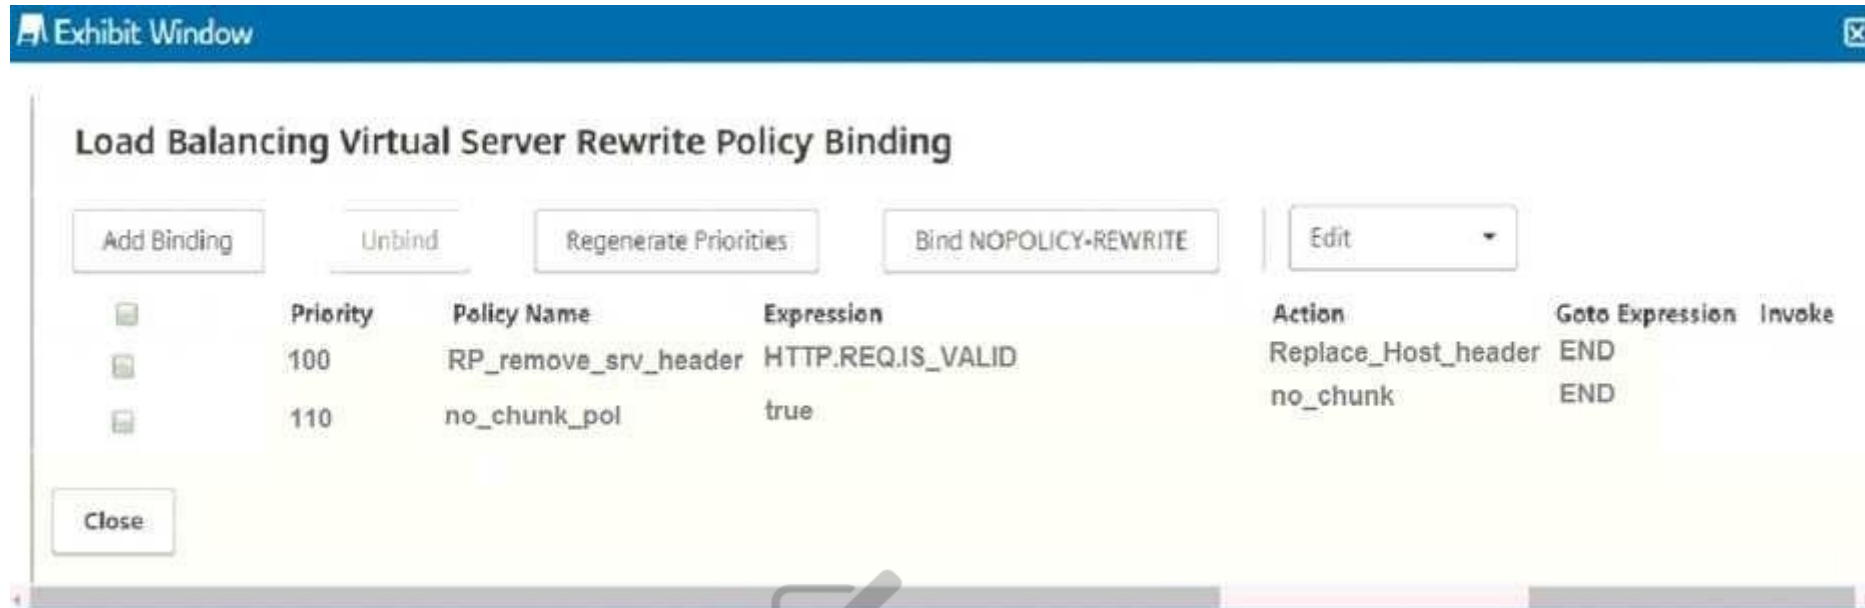 Exhibit Window
Load Balancing Virtual Server Rewrite Policy Binding
Add Binding Unbind Regenerate Priorities Bind NOPOLICY-REWRITE Edit
Priority Policy Name Expression Action Goto Expression Invoke
100 RP_remove_srv_header HTTP.REQ.IS_VALID Replace_Host_header END
110 no_chunk_pol true no_chunk END
Close